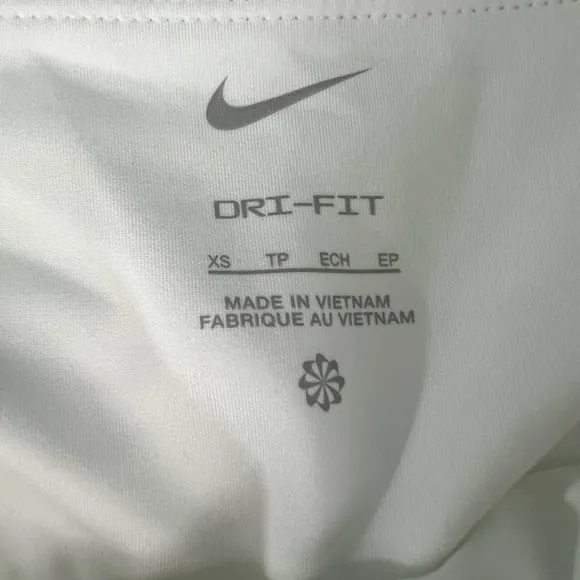 DRI-FIT
XS TP ECH EP
MADE IN VIETNAM
FABRIQUE AU VIETNAM